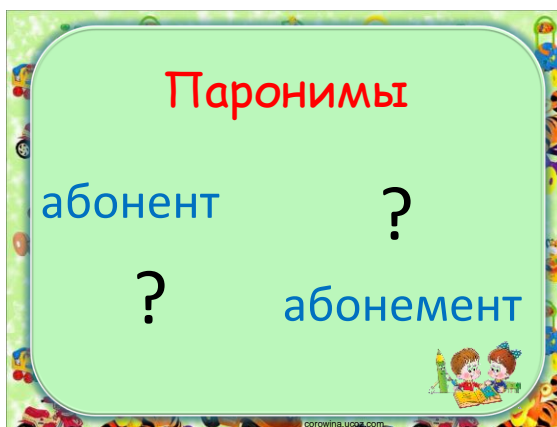 Паронимы
абонент
?
?
абонемент
corowina.ucoz.com